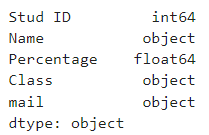 Stud ID int64
Name object
Percentage float64
Class object
mail object
dtype: object